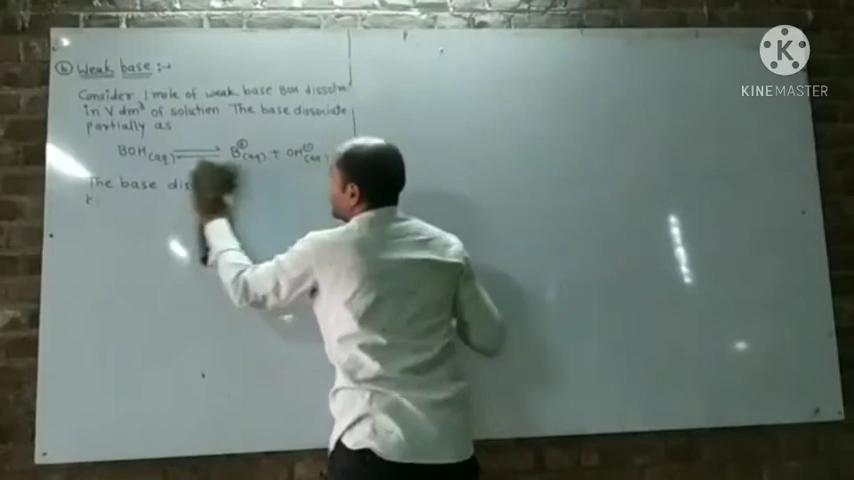 (b) Weak base :→
Consider 1 mole of weak base BOH dissolve
in V dm³ of solution The base dissociate
partially as
BOH(aq) ⇌ B⊕(aq) + OH⊖(aq)
The base dis
K
KINEMASTER